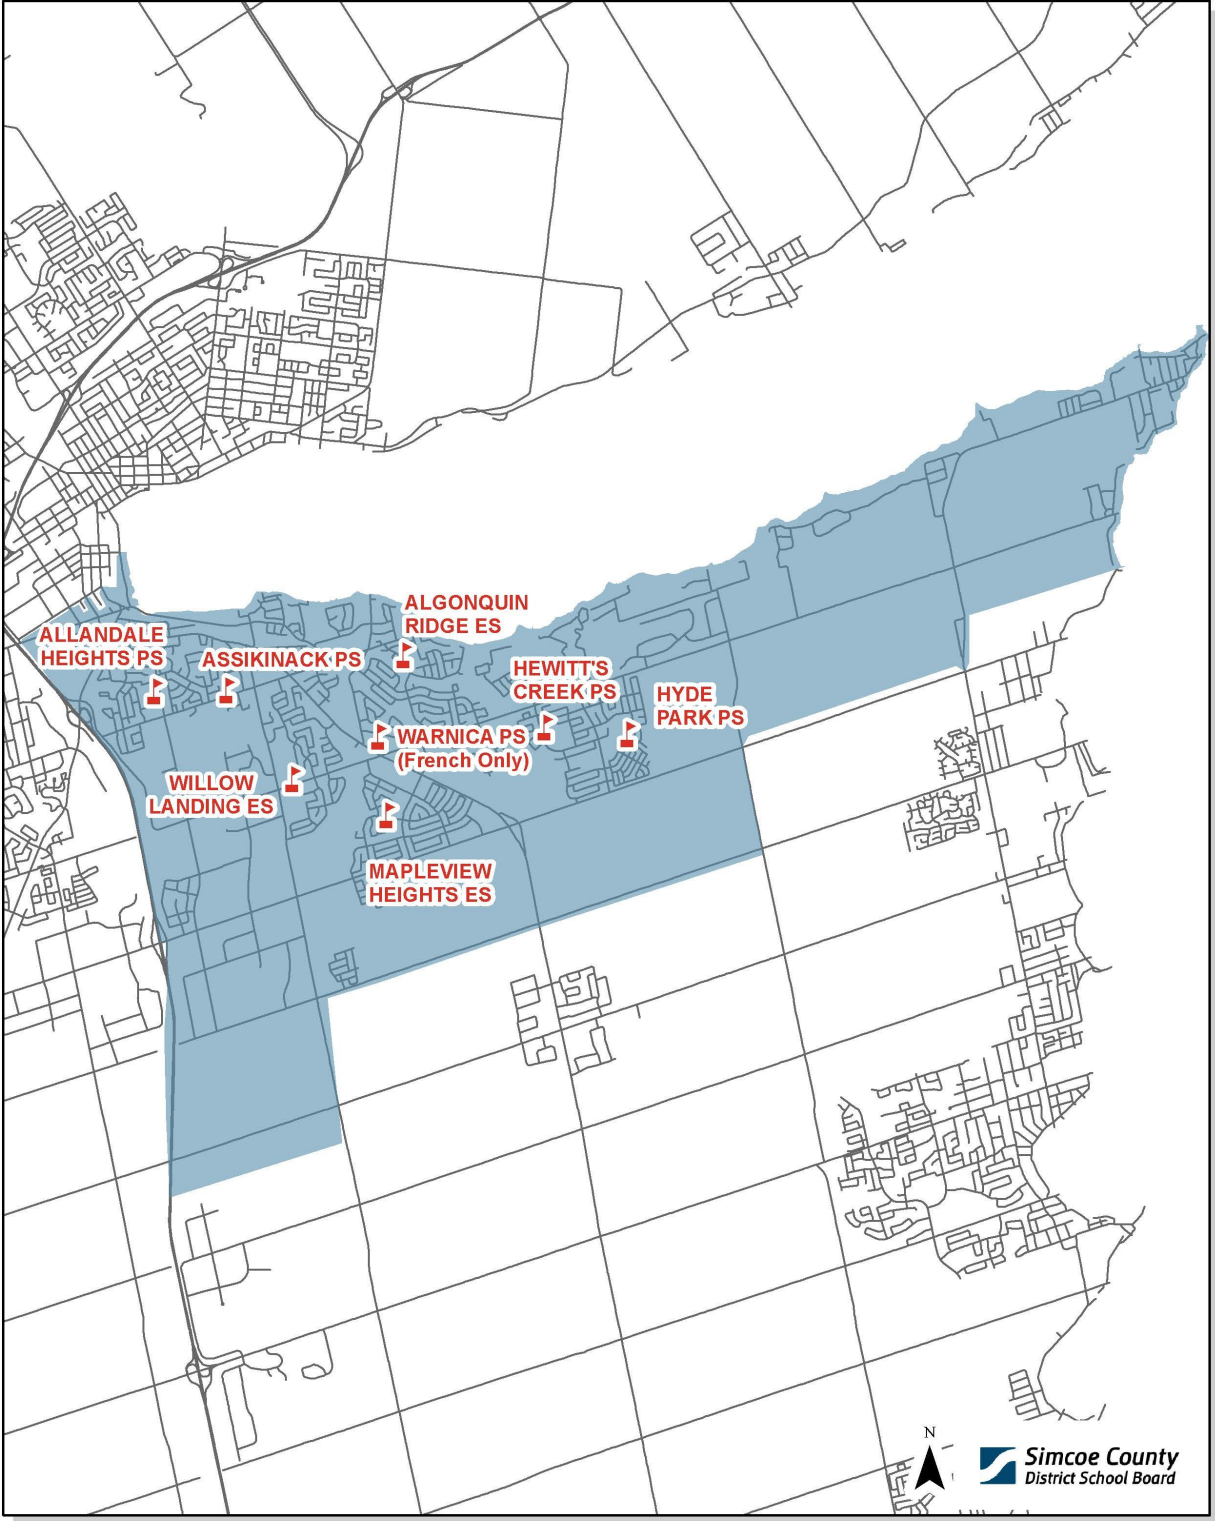 ALGONQUIN
RIDGE ES
ALLANDALE
HEIGHTS PS
ASSIKINACK PS
HEWITT'S
CREEK PS
HYDE
PARK PS
WARNICA PS
(French Only)
WILLOW
LANDING ES
MAPLEVIEW
HEIGHTS ES
N
Simcoe County
District School Board